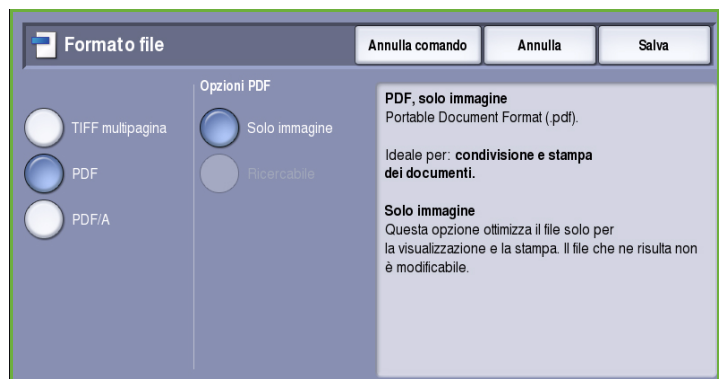 Formato file
Annulla comando
Annulla
Salva
TIFF multipagina
PDF
PDF/A
Opzioni PDF
Solo immagine
Ricercabile
PDF, solo immagine
Portable Document Format (.pdf).
Ideale per: condivisione e stampa
dei documenti.
Solo immagine
Questa opzione ottimizza il file solo per
la visualizzazione e la stampa. Il file che ne risulta non
è modificabile.